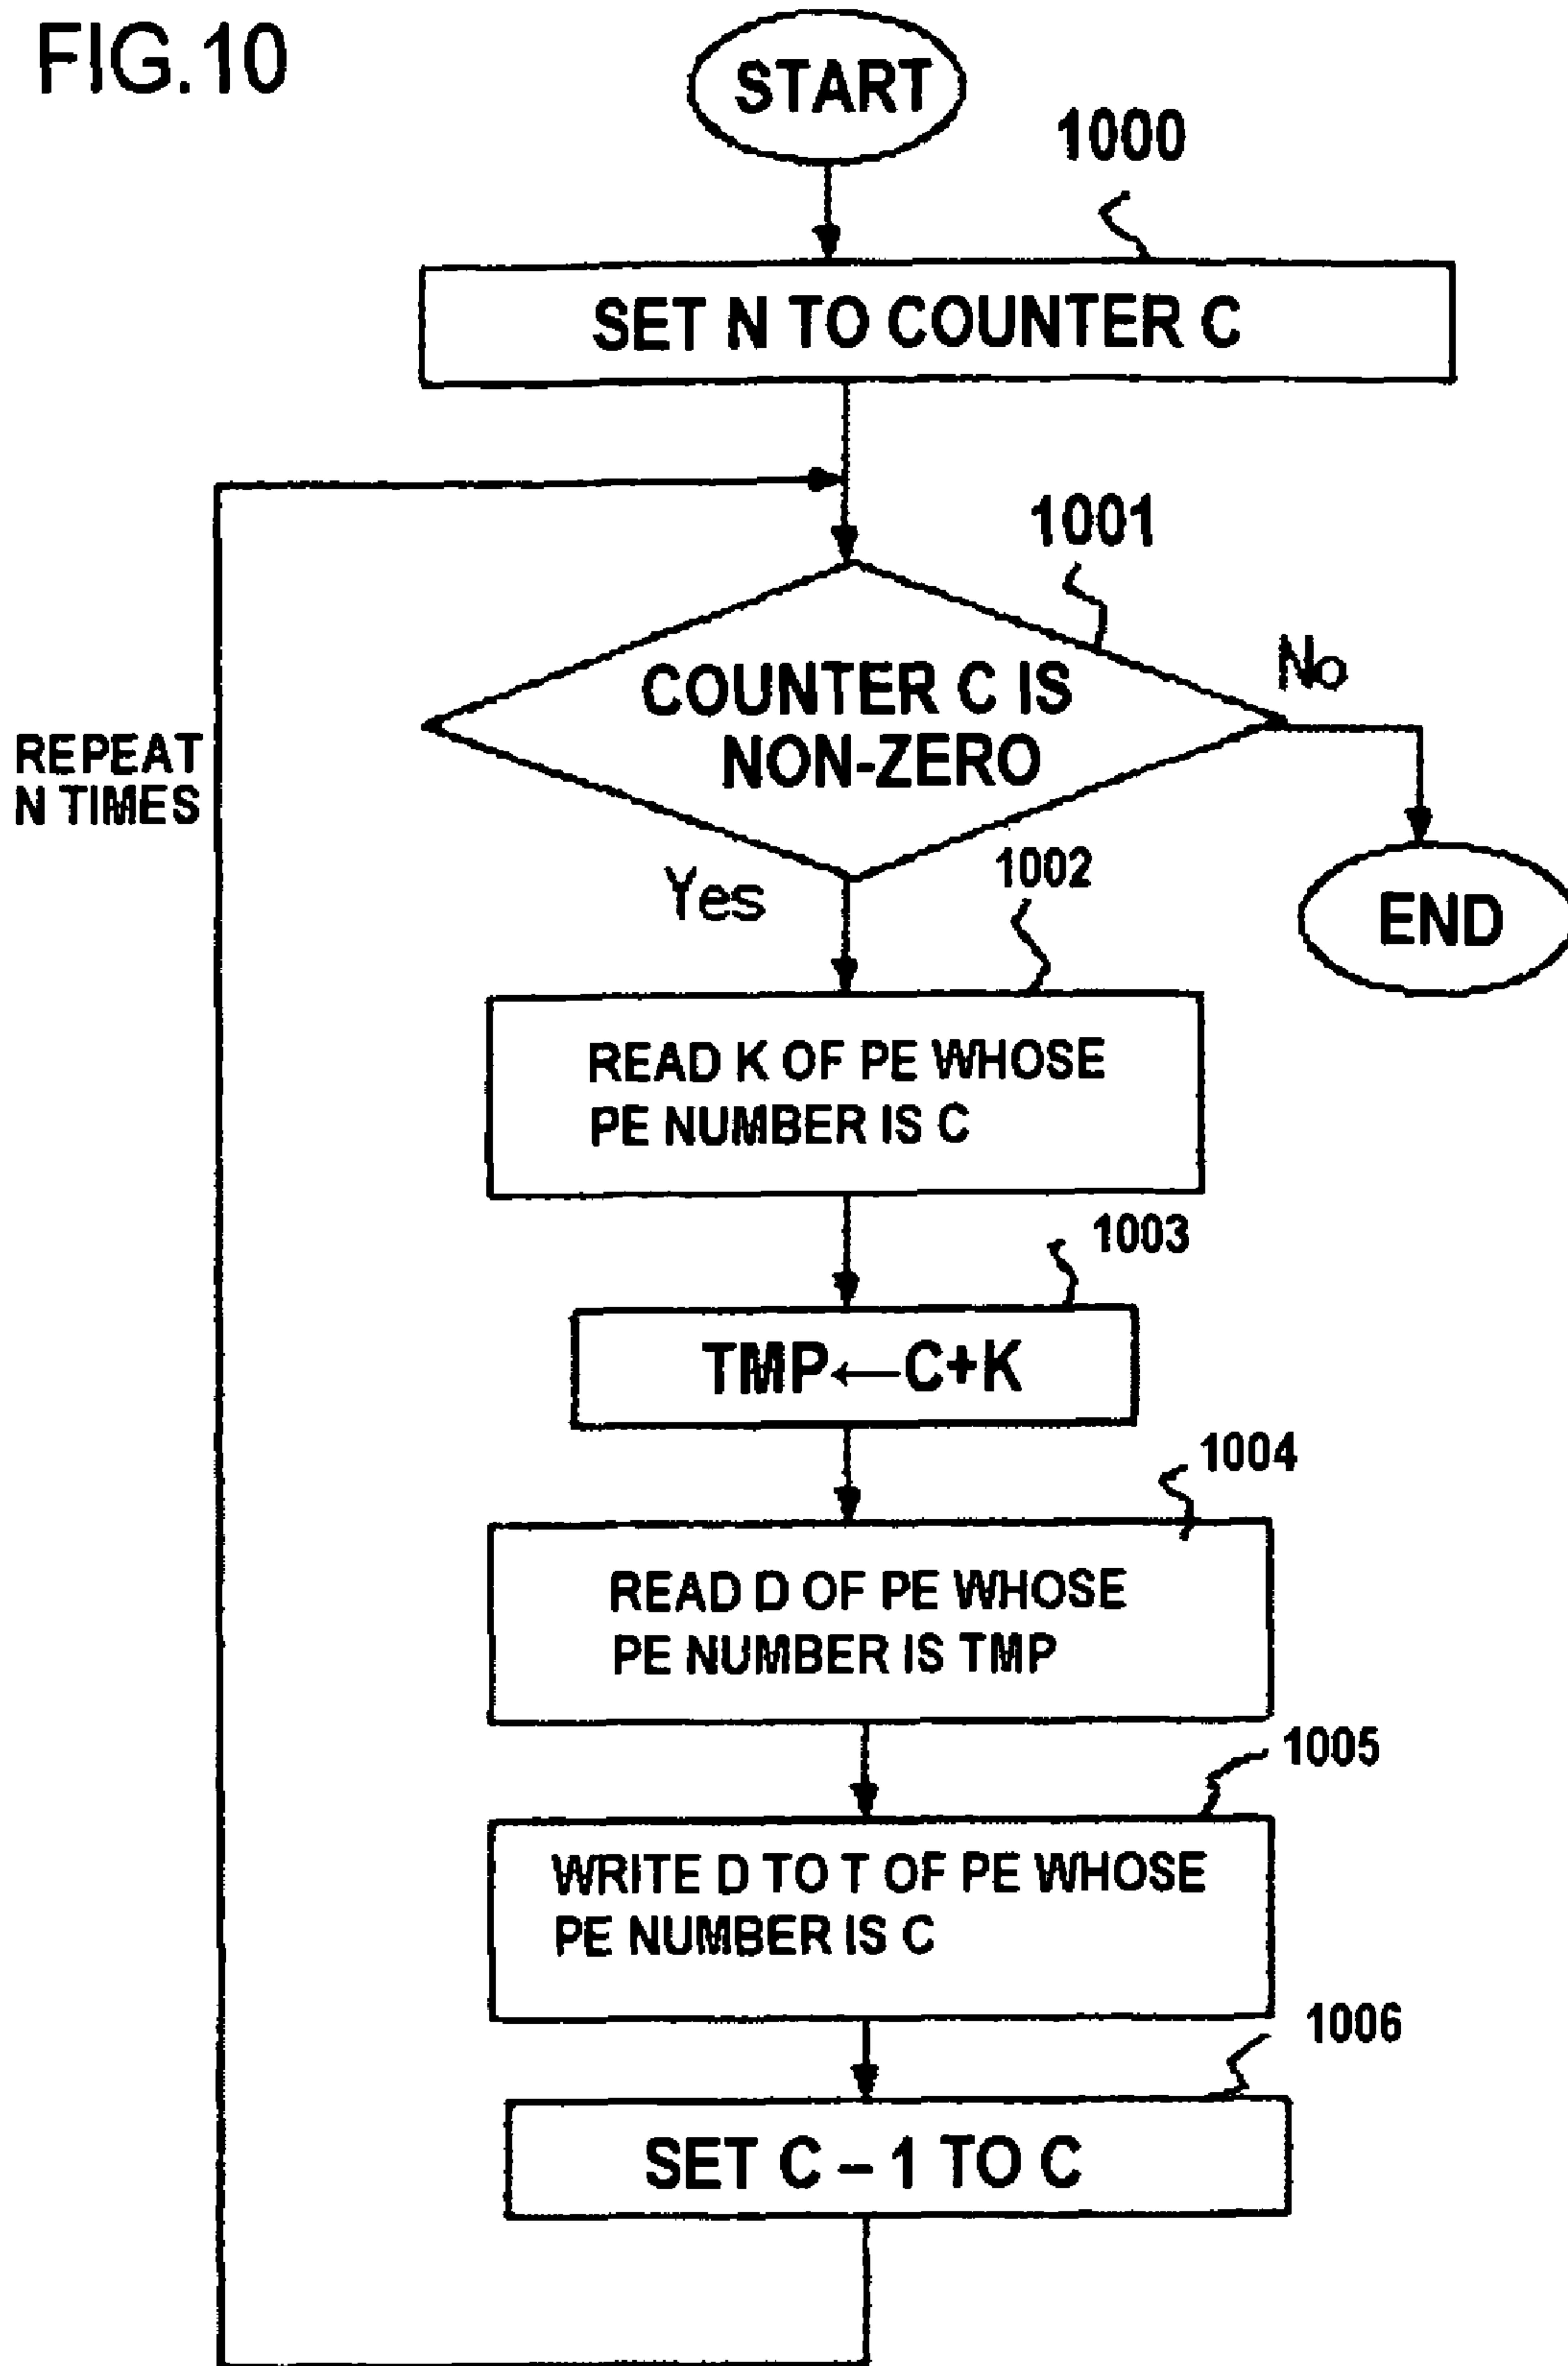 FIG.10
START
1000
SET N TO COUNTER C
1001
COUNTER C IS
NON-ZERO
No
REPEAT
N TIMES
Yes
1002
END
READ K OF PE WHOSE
PE NUMBER IS C
1003
TMP←C+K
1004
READ D OF PE WHOSE
PE NUMBER IS TMP
1005
WRITE D TO T OF PE WHOSE
PE NUMBER IS C
1006
SET C – 1 TO C